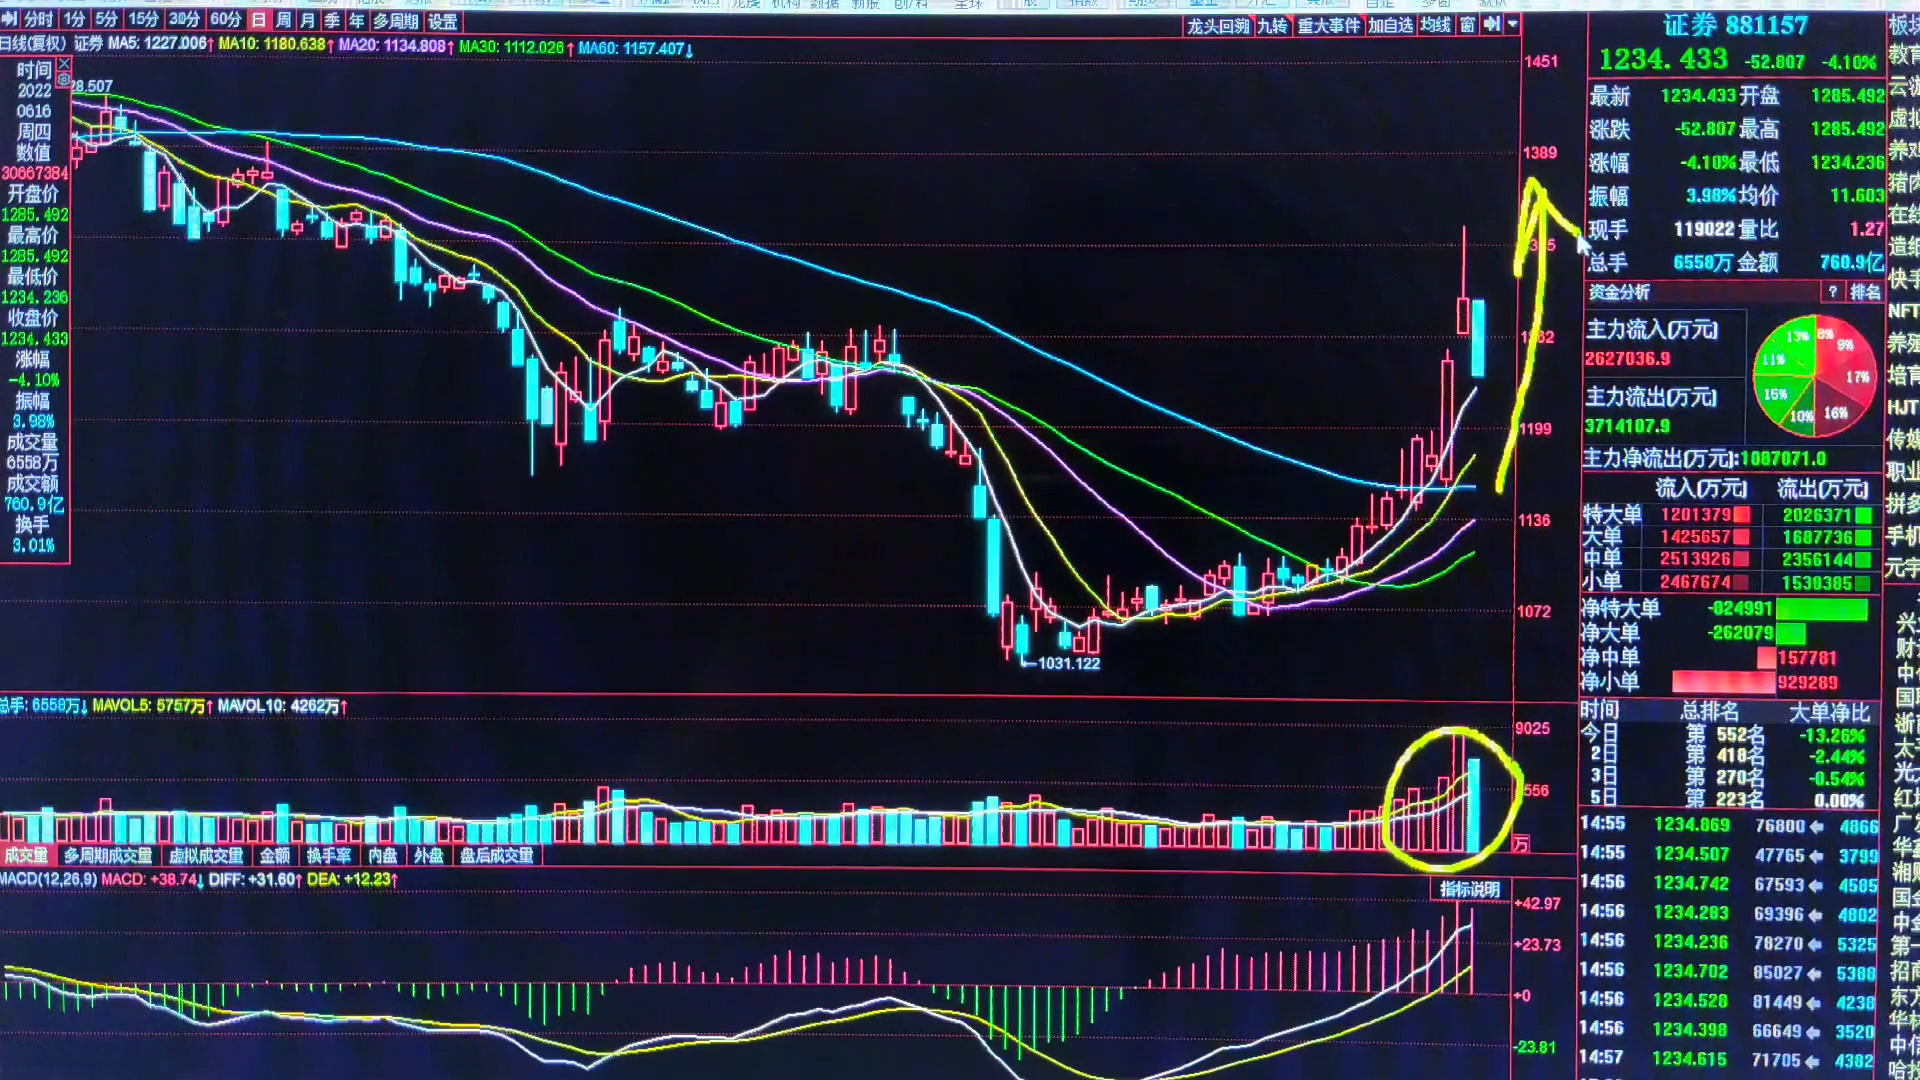 分时 1分 5分 15分 30分 60分 日 周 月 季 年 多周期 设置
龙头回溯 九转 重大事件 加自选 均线 窗
日线(复权) 证券 MA5: 1227.006↑ MA10: 1180.638↑ MA20: 1134.808↑ MA30: 1112.026↑ MA60: 1157.407↓
时间
2022
0616
周四
数值
30667384
开盘价
1285.492
最高价
1285.492
最低价
1234.236
收盘价
1234.433
涨幅
-4.10%
振幅
3.98%
成交量
6558万
成交额
760.9亿
换手
3.01%
28.507
1031.122
1451
1389
1199
1136
1072
总手: 6558万↓ MAVOL5: 5757万↑ MAVOL10: 4262万↑
9025
万
成交量 多周期成交量 虚拟成交量 金额 换手率 内盘 外盘 盘后成交量
MACD(12,26,9) MACD: +38.74↓ DIFF: +31.60↑ DEA: +12.23↑
指标说明
+42.97
+23.73
+0
-23.81
证券 881157
1234.433 -52.807 -4.10%
最新 1234.433 开盘 1285.492
涨跌 -52.807 最高 1285.492
涨幅 -4.10% 最低 1234.236
振幅 3.98% 均价 11.603
现手 119022 量比 1.27
总手 6558万 金额 760.9亿
资金分析 ? 排名
主力流入(万元)
2627036.9
主力流出(万元)
3714107.9
13% 8% 9%
11% 17%
15% 10% 16%
主力净流出(万元):1087071.0
流入(万元) 流出(万元)
特大单 1201379 2026371
大单 1425657 1687736
中单 2513926 2356144
小单 2467674 1538385
净特大单 -824991
净大单 -262079
净中单 157781
净小单 929289
时间 总排名 大单净比
今日 第 552名 -13.26%
2日 第 418名 -2.44%
3日 第 270名 -0.54%
5日 第 223名 0.00%
14:55 1234.869 76800 4866
14:55 1234.507 47765 3799
14:56 1234.742 67593 4585
14:56 1234.283 69396 4802
14:56 1234.236 78270 5325
14:56 1234.702 85027 5388
14:56 1234.528 81449 4238
14:56 1234.398 66649 3520
14:57 1234.615 71705 4382